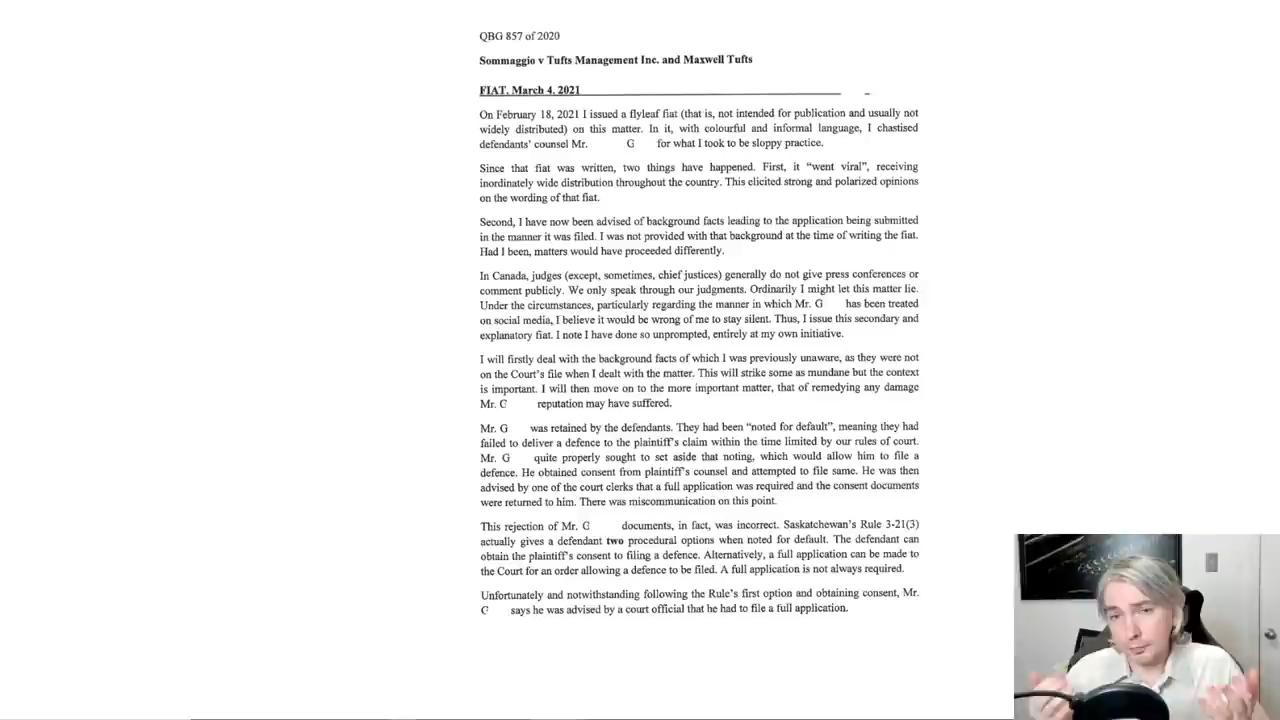 QBG 857 of 2020
Sommaggio v Tufts Management Inc. and Maxwell Tufts
FIAT, March 4, 2021
On February 18, 2021 I issued a flyleaf fiat (that is, not intended for publication and usually not
widely distributed) on this matter. In it, with colourful and informal language, I chastised
defendants' counsel Mr. G for what I took to be sloppy practice.
Since that fiat was written, two things have happened. First, it "went viral", receiving
inordinately wide distribution throughout the country. This elicited strong and polarized opinions
on the wording of that fiat.
Second, I have now been advised of background facts leading to the application being submitted
in the manner it was filed. I was not provided with that background at the time of writing the fiat.
Had I been, matters would have proceeded differently.
In Canada, judges (except, sometimes, chief justices) generally do not give press conferences or
comment publicly. We only speak through our judgments. Ordinarily I might let this matter lie.
Under the circumstances, particularly regarding the manner in which Mr. G has been treated
on social media, I believe it would be wrong of me to stay silent. Thus, I issue this secondary and
explanatory fiat. I note I have done so unprompted, entirely at my own initiative.
I will firstly deal with the background facts of which I was previously unaware, as they were not
on the Court's file when I dealt with the matter. This will strike some as mundane but the context
is important. I will then move on to the more important matter, that of remedying any damage
Mr. G reputation may have suffered.
Mr. G was retained by the defendants. They had been "noted for default", meaning they had
failed to deliver a defence to the plaintiff's claim within the time limited by our rules of court.
Mr. G quite properly sought to set aside that noting, which would allow him to file a
defence. He obtained consent from plaintiff's counsel and attempted to file same. He was then
advised by one of the court clerks that a full application was required and the consent documents
were returned to him. There was miscommunication on this point.
This rejection of Mr. G documents, in fact, was incorrect. Saskatchewan's Rule 3-21(3)
actually gives a defendant two procedural options when noted for default. The defendant can
obtain the plaintiff's consent to filing a defence. Alternatively, a full application can be made to
the Court for an order allowing a defence to be filed. A full application is not always required.
Unfortunately and notwithstanding following the Rule's first option and obtaining consent, Mr.
G says he was advised by a court official that he had to file a full application.